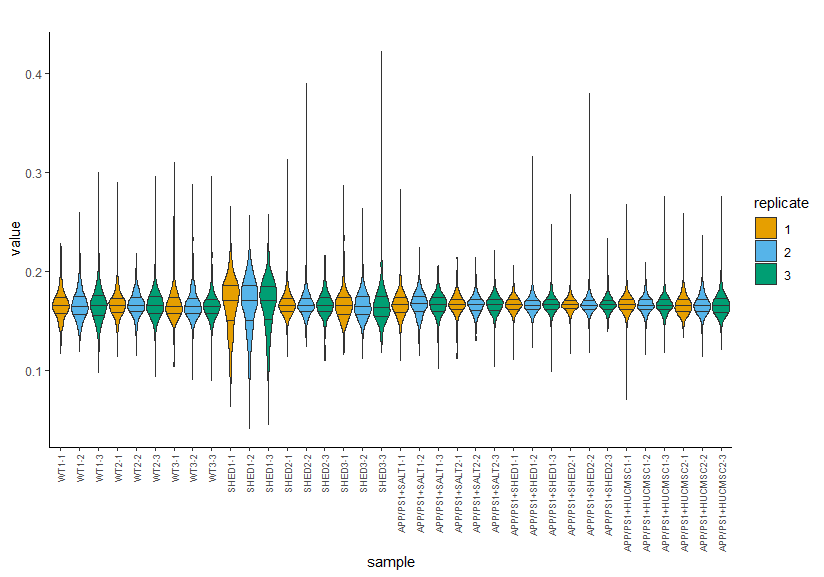 0.4
0.3
0.2
0.1
value
WT1-1
WT1-2
WT1-3
WT2-1
WT2-2
WT2-3
WT3-1
WT3-2
WT3-3
SHED1-1
SHED1-2
SHED1-3
SHED2-1
SHED2-2
SHED2-3
SHED3-1
SHED3-2
SHED3-3
APP/PS1+SALT1-1
APP/PS1+SALT1-2
APP/PS1+SALT1-3
APP/PS1+SALT2-1
APP/PS1+SALT2-2
APP/PS1+SALT2-3
APP/PS1+SHED1-1
APP/PS1+SHED1-2
APP/PS1+SHED1-3
APP/PS1+SHED2-1
APP/PS1+SHED2-2
APP/PS1+SHED2-3
APP/PS1+HUCMSC1-1
APP/PS1+HUCMSC1-2
APP/PS1+HUCMSC1-3
APP/PS1+HUCMSC2-1
APP/PS1+HUCMSC2-2
APP/PS1+HUCMSC2-3
sample
replicate
1
2
3